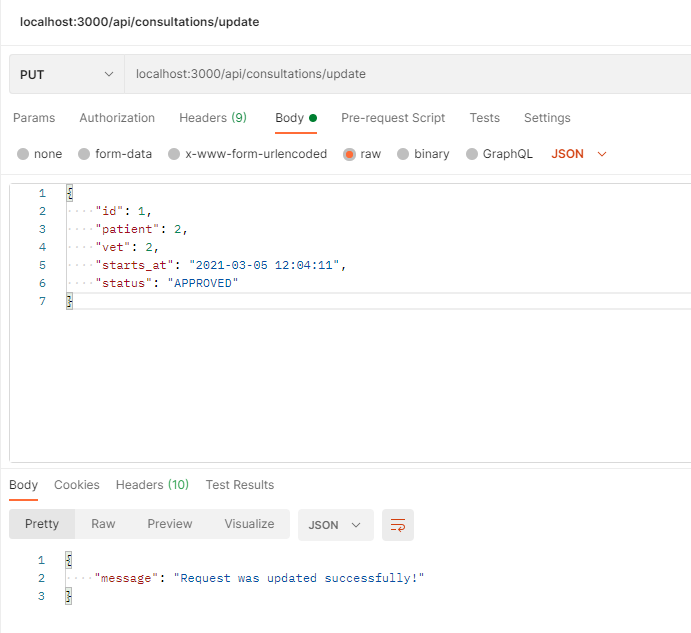 localhost:3000/api/consultations/update
PUT localhost:3000/api/consultations/update
Params Authorization Headers (9) Body Pre-request Script Tests Settings
none form-data x-www-form-urlencoded raw binary GraphQL JSON
1 {
2 "id": 1,
3 "patient": 2,
4 "vet": 2,
5 "starts_at": "2021-03-05 12:04:11",
6 "status": "APPROVED"
7 }
Body Cookies Headers (10) Test Results
Pretty Raw Preview Visualize JSON
1 {
2 "message": "Request was updated successfully!"
3 }